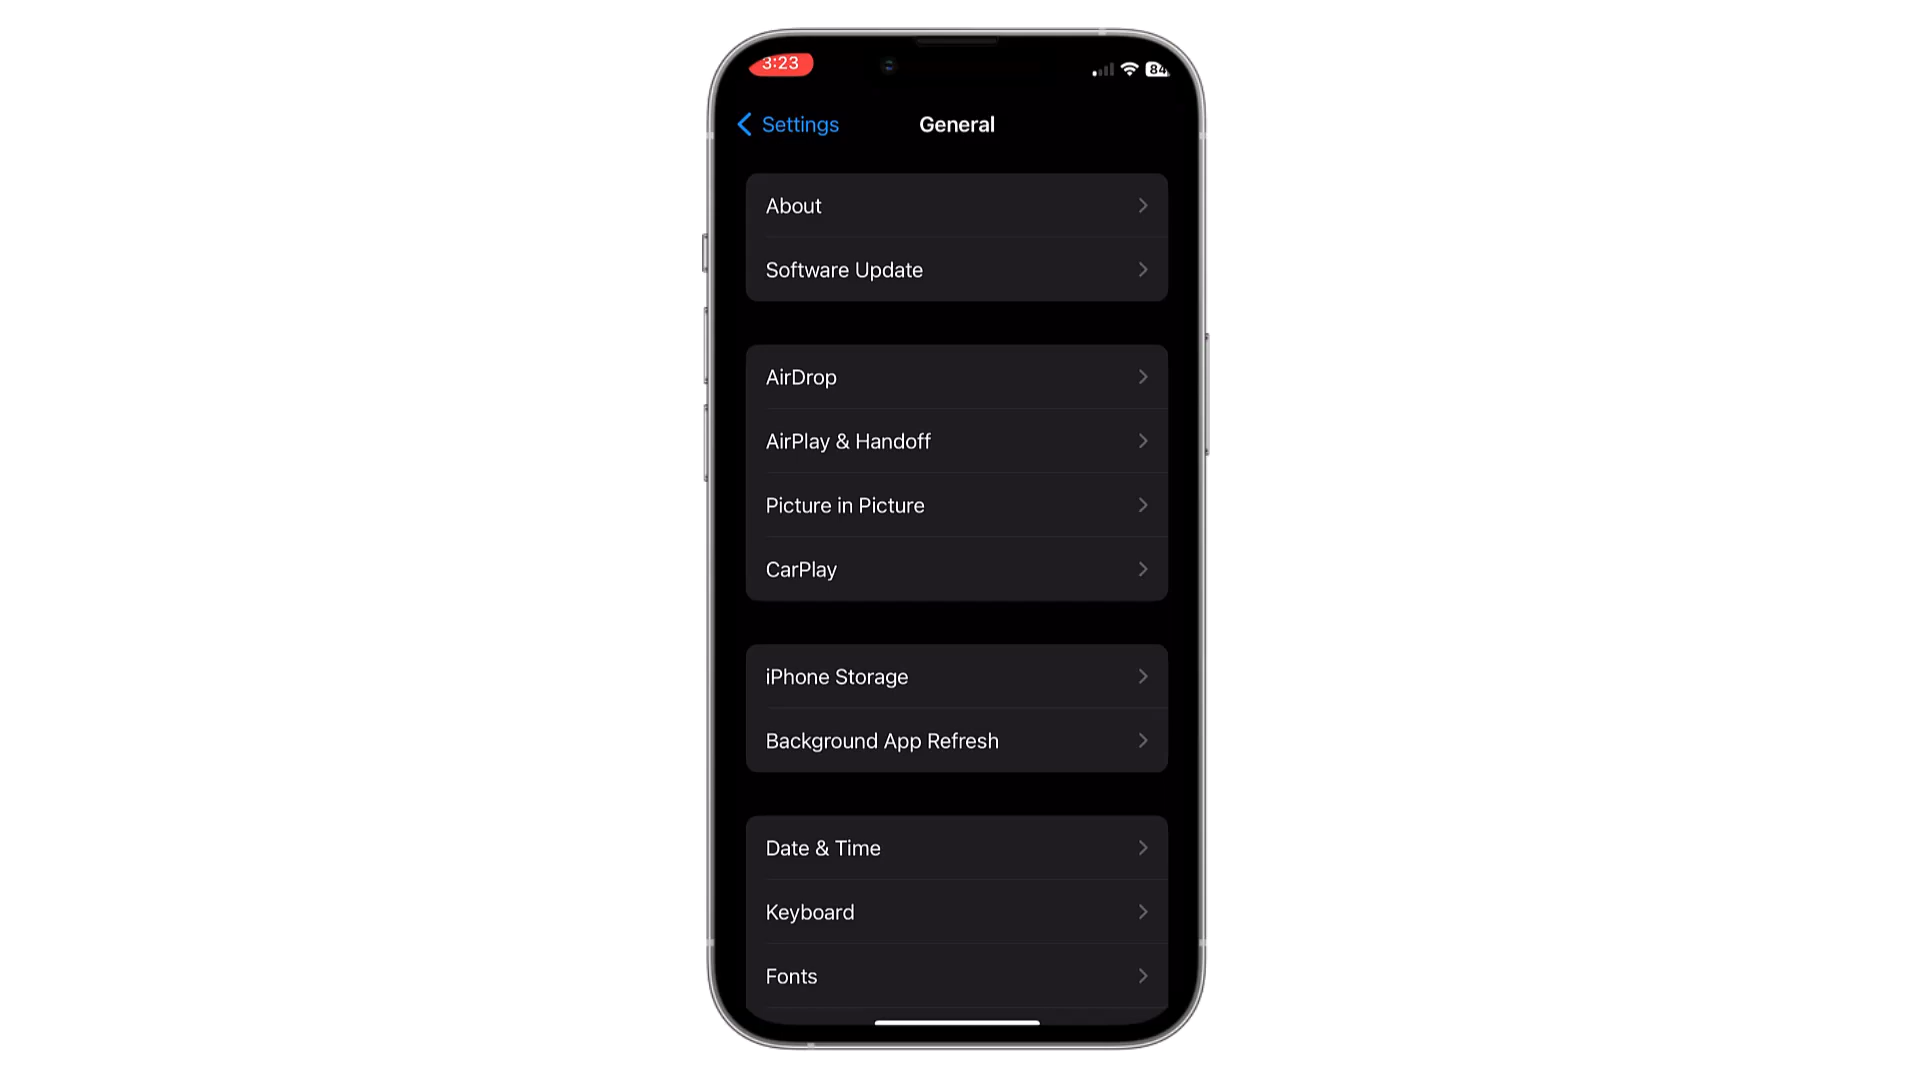 3:23
84
Settings
General
About
Software Update
AirDrop
AirPlay & Handoff
Picture in Picture
CarPlay
iPhone Storage
Background App Refresh
Date & Time
Keyboard
Fonts